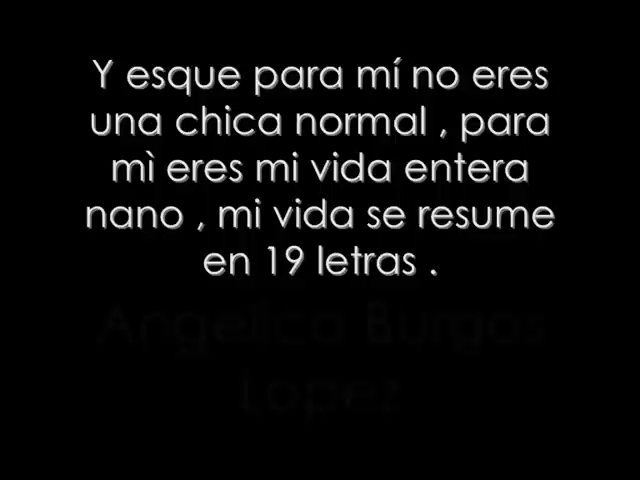 Y esque para mí no eres
una chica normal , para
mì eres mi vida entera
nano , mi vida se resume
en 19 letras .
Angelica Burgos
Lopez